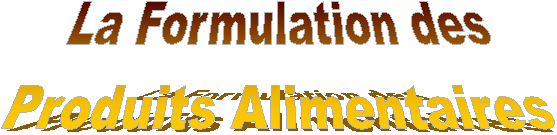 La Formulation des
Produits Alimentaires